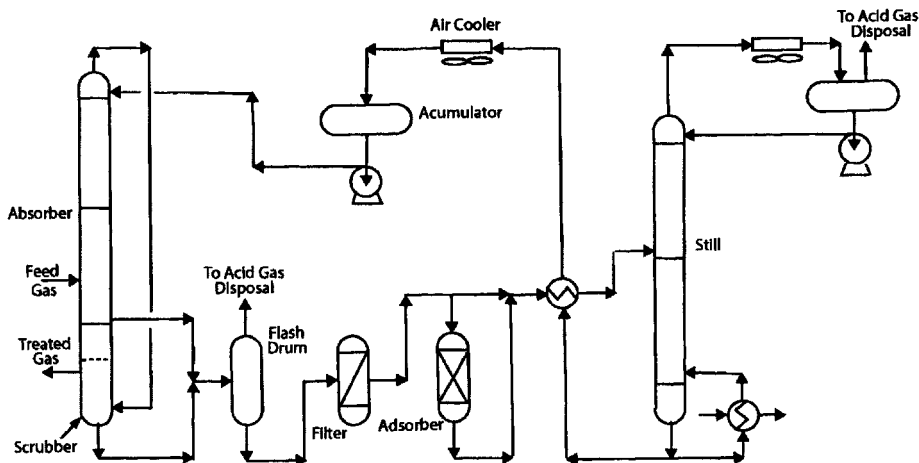 To Acid Gas
Disposal
Air Cooler
Acumulator
Absorber
Still
Feed
Gas
To Acid Gas
Disposal
Flash
Drum
Treated
Gas
Filter
Adsorber
Scrubber